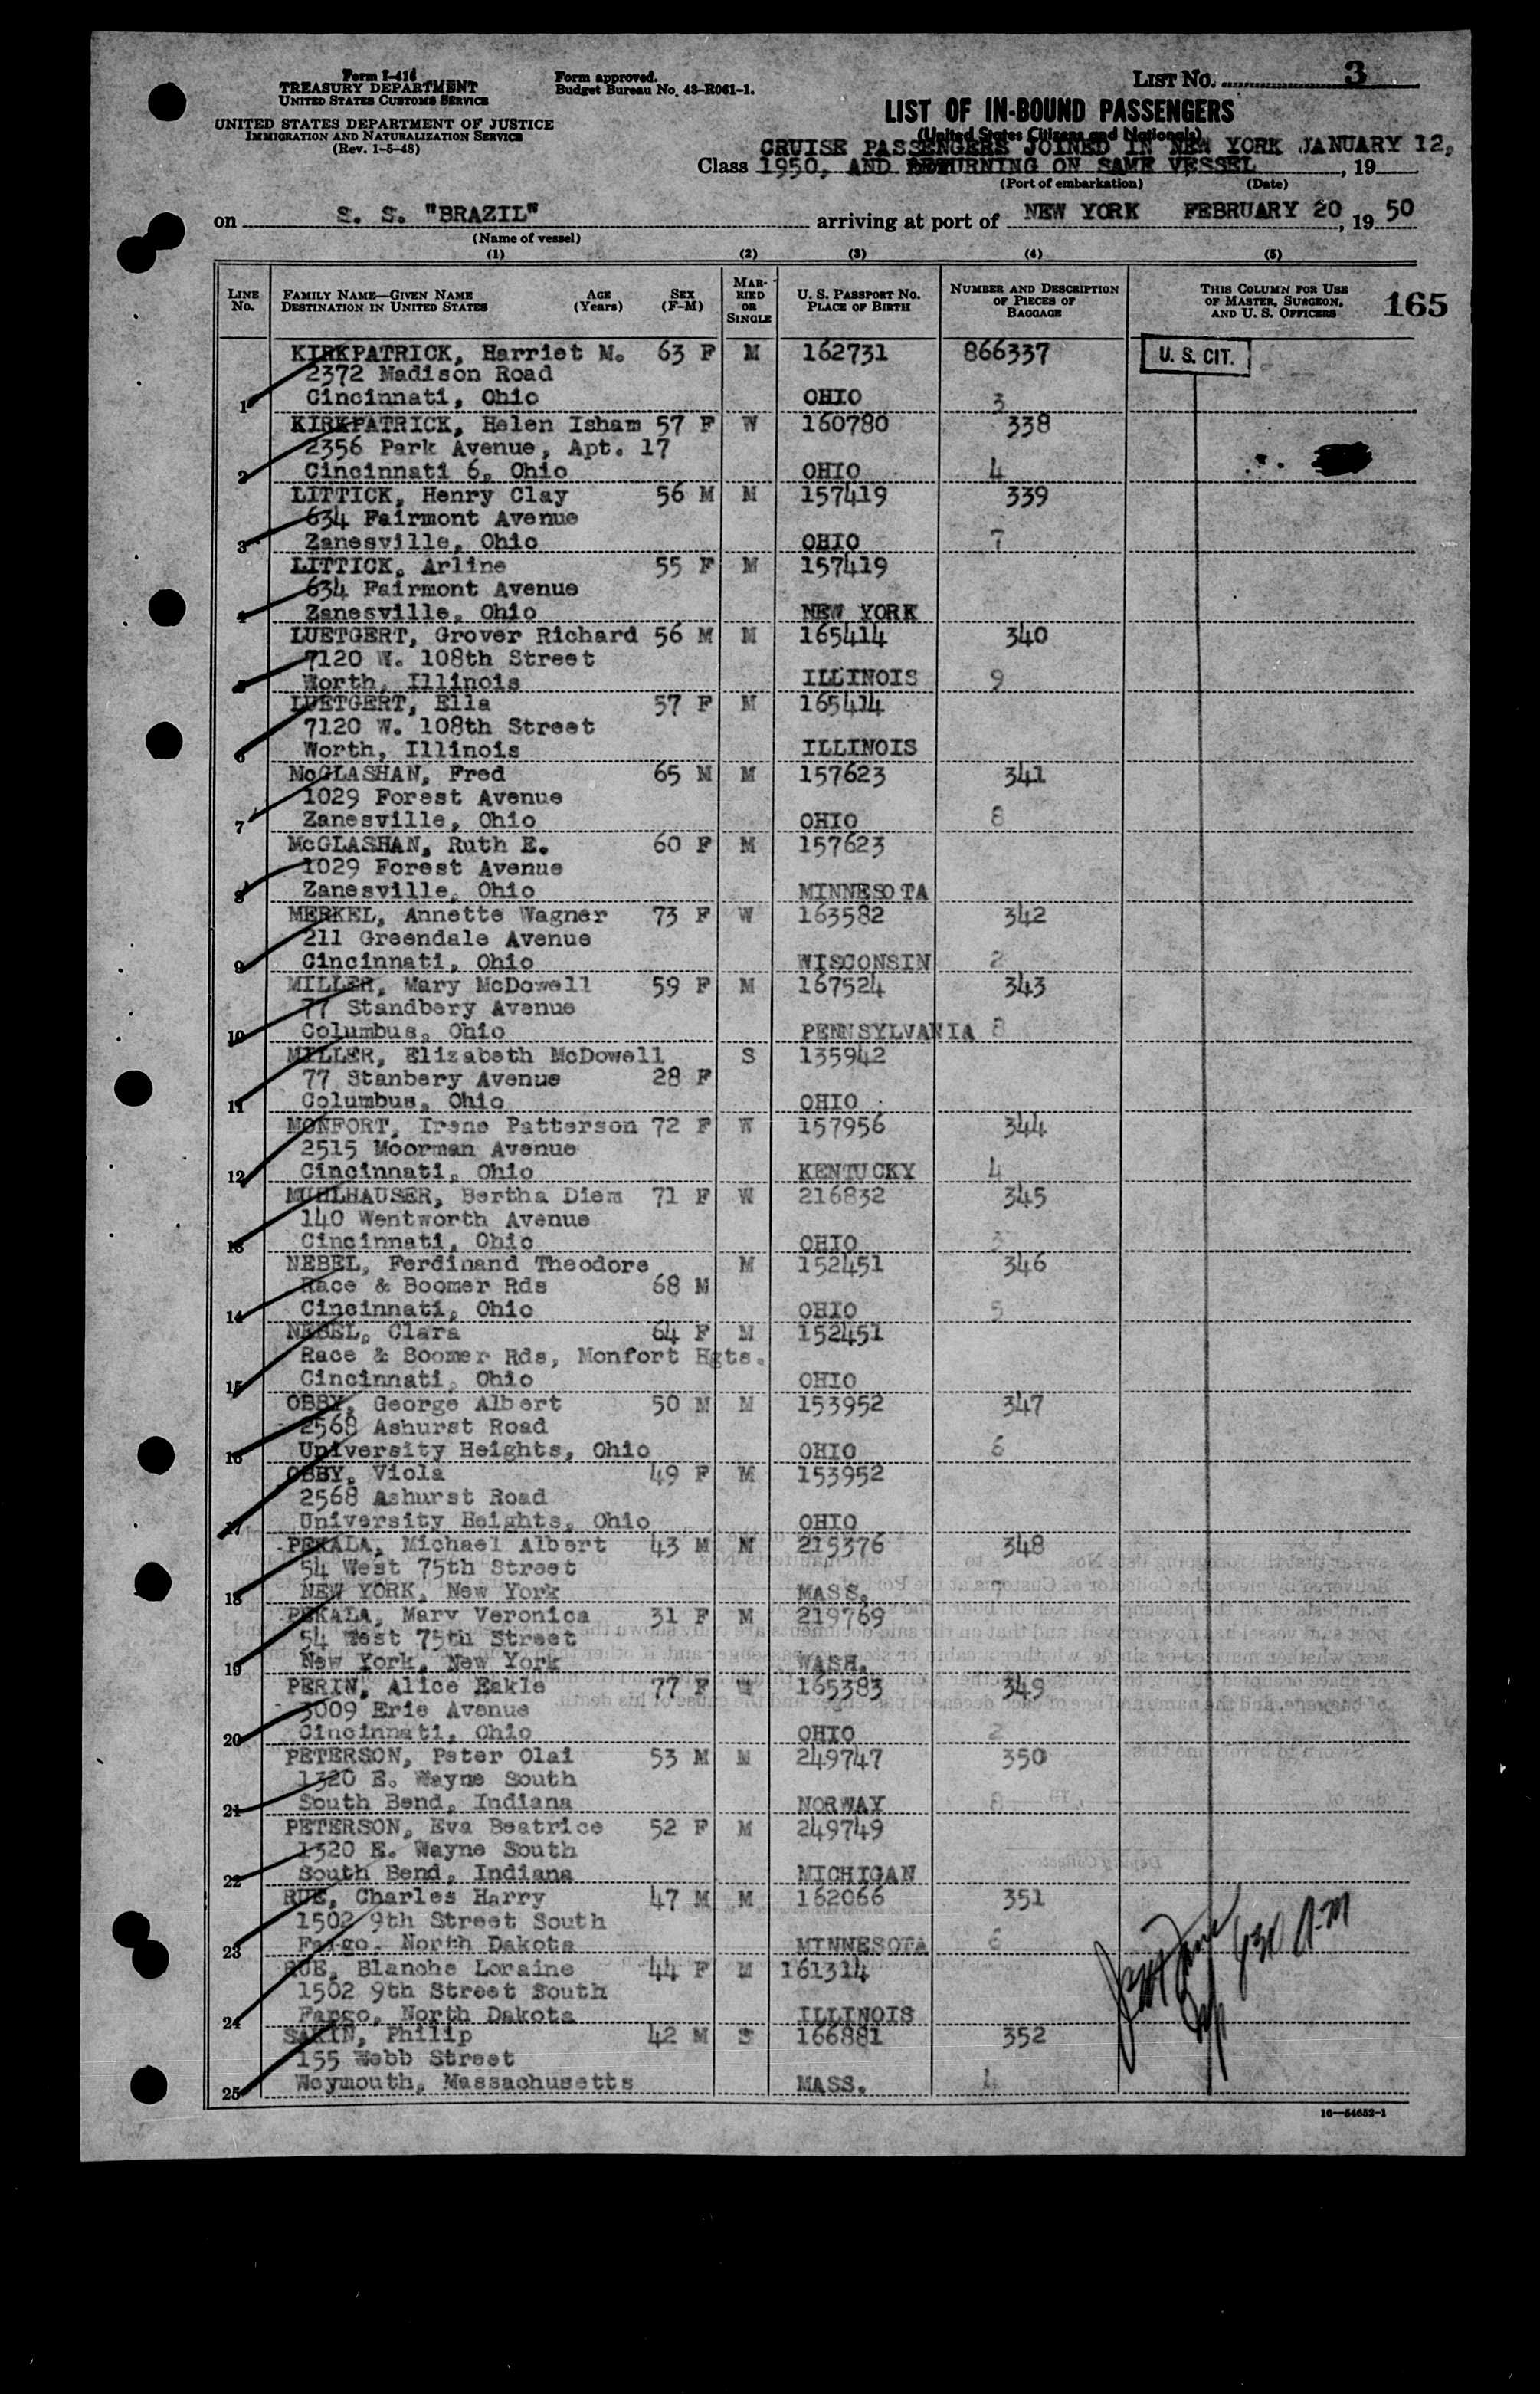 Form I-416
TREASURY DEPARTMENT
UNITED STATES CUSTOMS SERVICE
UNITED STATES DEPARTMENT OF JUSTICE
IMMIGRATION AND NATURALIZATION SERVICE
(Rev. 1-5-48)
Form approved.
Budget Bureau No. 43-R061-1.
LIST NO. 3
LIST OF IN-BOUND PASSENGERS
(United States Citizens and Nationals)
CRUISE PASSENGERS JOINED IN NEW YORK JANUARY 12,
Class 1950, AND RETURNING ON SAME VESSEL, 19
(Port of embarkation) (Date)
on S. S. "BRAZIL" arriving at port of NEW YORK FEBRUARY 20, 19 50
(Name of vessel)
(1) (2) (3) (4) (5)
LINE No. FAMILY NAME—GIVEN NAME DESTINATION IN UNITED STATES AGE (Years) SEX (F-M) MARRIED OR SINGLE U. S. PASSPORT NO. PLACE OF BIRTH NUMBER AND DESCRIPTION OF PIECES OF BAGGAGE THIS COLUMN FOR USE OF MASTER, SURGEON, AND U. S. OFFICERS 165
KIRKPATRICK, Harriet M. 63 F M 162731 866337 U. S. CIT.
2372 Madison Road
1 Cincinnati, Ohio OHIO 3
KIRKPATRICK, Helen Isham 57 F W 160780 338
2356 Park Avenue, Apt. 17
2 Cincinnati 6, Ohio OHIO 4
LITTICK, Henry Clay 56 M M 157419 339
634 Fairmont Avenue
3 Zanesville, Ohio OHIO 7
LITTICK, Arline 55 F M 157419
634 Fairmont Avenue
4 Zanesville, Ohio NEW YORK
LUETGERT, Grover Richard 56 M M 165414 340
7120 W. 108th Street
5 Worth, Illinois ILLINOIS 9
LUETGERT, Ella 57 F M 165414
7120 W. 108th Street
6 Worth, Illinois ILLINOIS
McGLASHAN, Fred 65 M M 157623 341
1029 Forest Avenue
7 Zanesville, Ohio OHIO 8
McGLASHAN, Ruth E. 60 F M 157623
1029 Forest Avenue
8 Zanesville, Ohio MINNESOTA
MERKEL, Annette Wagner 73 F W 163582 342
211 Greendale Avenue
9 Cincinnati, Ohio WISCONSIN 2
MILLER, Mary McDowell 59 F M 167524 343
77 Standbery Avenue
10 Columbus, Ohio PENNSYLVANIA 8
MILLER, Elizabeth McDowell S 135942
77 Stanbery Avenue 28 F
11 Columbus, Ohio OHIO
MONFORT, Irene Patterson 72 F W 157956 344
2515 Moorman Avenue
12 Cincinnati, Ohio KENTUCKY 4
MUHLHAUSER, Bertha Diem 71 F W 216832 345
140 Wentworth Avenue
13 Cincinnati, Ohio OHIO 3
NEBEL, Ferdinand Theodore M 152451 346
Race & Boomer Rds 68 M
14 Cincinnati, Ohio OHIO 5
NEBEL, Clara 64 F M 152451
Race & Boomer Rds, Monfort Hgts.
15 Cincinnati, Ohio OHIO
OBBY, George Albert 50 M M 153952 347
2568 Ashurst Road
16 University Heights, Ohio OHIO 6
OBBY, Viola 49 F M 153952
2568 Ashurst Road
17 University Heights, Ohio OHIO
PEKALA, Michael Albert 43 M M 215376 348
54 West 75th Street
18 NEW YORK, New York MASS.
PEKALA, Mary Veronica 31 F M 219769
54 West 75th Street
19 New York, New York WASH.
PERIN, Alice Eakle 77 F W 165383 349
3009 Erie Avenue
20 Cincinnati, Ohio OHIO 2
PETERSON, Peter Olai 53 M M 249747 350
1320 E. Wayne South
21 South Bend, Indiana NORWAY 8
PETERSON, Eva Beatrice 52 F M 249749
1320 E. Wayne South
22 South Bend, Indiana MICHIGAN
RUE, Charles Harry 47 M M 162066 351
1502 9th Street South
23 Fargo, North Dakota MINNESOTA 6
RUE, Blanche Loraine 44 F M 161314
1502 9th Street South
24 Fargo, North Dakota ILLINOIS
SAKIN, Philip 42 M S 166881 352
155 Webb Street
25 Weymouth, Massachusetts MASS. 4
16—54652-1